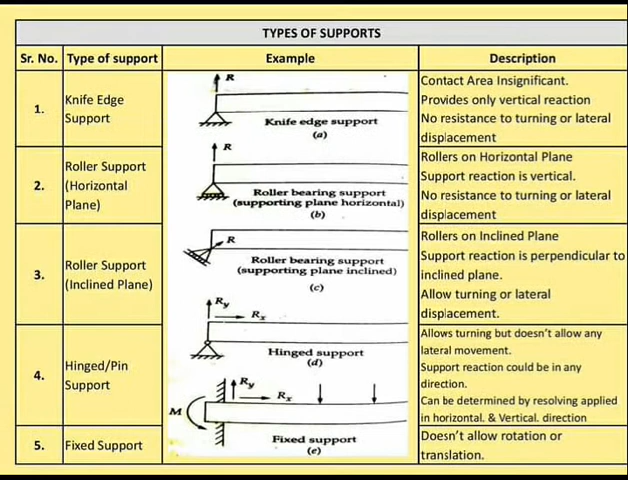 TYPES OF SUPPORTS
Sr. No. Type of support Example Description
1. Knife Edge
Support
R
Knife edge support
(a)
Contact Area Insignificant.
Provides only vertical reaction
No resistance to turning or lateral
displacement
2. Roller Support
(Horizontal
Plane)
R
Roller bearing support
(supporting plane horizontal)
(b)
Rollers on Horizontal Plane
Support reaction is vertical.
No resistance to turning or lateral
displacement
3. Roller Support
(Inclined Plane)
R
Roller bearing support
(supporting plane inclined)
(c)
Rollers on Inclined Plane
Support reaction is perpendicular to
inclined plane.
Allow turning or lateral
displacement.
4. Hinged/Pin
Support
Ry
Rx
Hinged support
(d)
Allows turning but doesn't allow any
lateral movement.
Support reaction could be in any
direction.
Can be determined by resolving applied
in horizontal. & Vertical. direction
5. Fixed Support
Ry
Rx
M
Fixed support
(e)
Doesn't allow rotation or
translation.